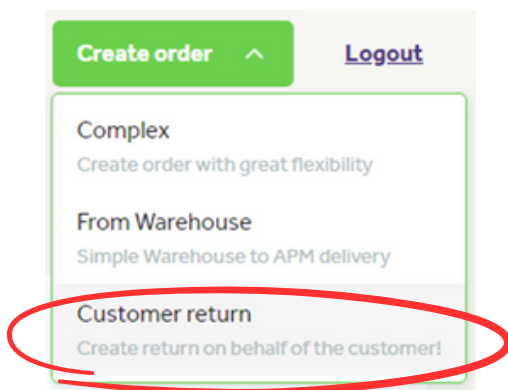 Create order
Logout
Complex
Create order with great flexibility
From Warehouse
Simple Warehouse to APM delivery
Customer return
Create return on behalf of the customer!